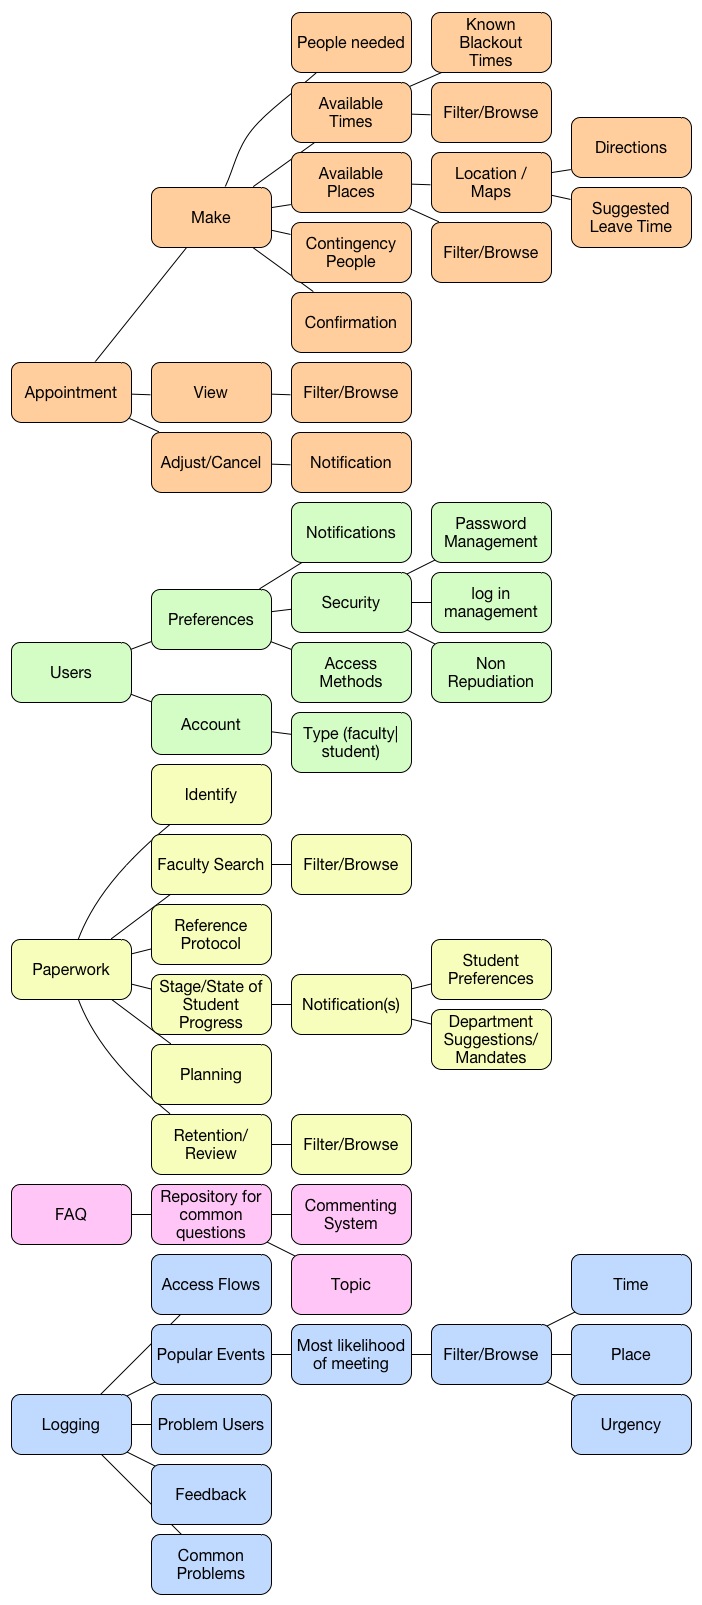 People needed
Known
Blackout
Times
Available
Times
Filter/Browse
Directions
Available
Places
Location /
Maps
Suggested
Leave Time
Make
Contingency
People
Filter/Browse
Confirmation
Appointment
View
Filter/Browse
Adjust/Cancel
Notification
Notifications
Password
Management
Preferences
Security
log in
management
Users
Access
Methods
Non
Repudiation
Account
Type (faculty|
student)
Identify
Faculty Search
Filter/Browse
Reference
Protocol
Paperwork
Student
Preferences
Stage/State of
Student
Progress
Notification(s)
Department
Suggestions/
Mandates
Planning
Retention/
Review
Filter/Browse
FAQ
Repository for
common
questions
Commenting
System
Access Flows
Topic
Time
Popular Events
Most likelihood
of meeting
Filter/Browse
Place
Logging
Problem Users
Urgency
Feedback
Common
Problems